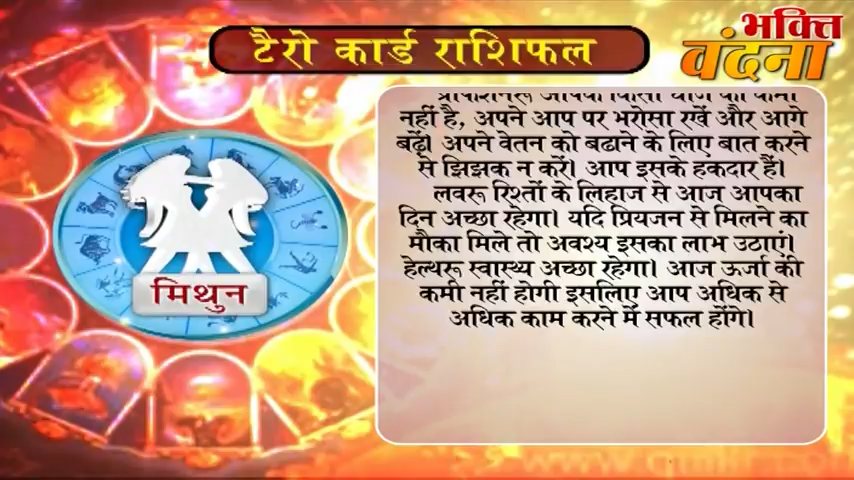 टैरो कार्ड राशिफल
भक्ति
वंदना
नहीं है, अपने आप पर भरोसा रखें और आगे
बढ़ें। अपने वेतन को बढाने के लिए बात करने
से झिझक न करें। आप इसके हकदार हैं।
लवरू रिश्तों के लिहाज से आज आपका
दिन अच्छा रहेगा। यदि प्रियजन से मिलने का
मौका मिले तो अवश्य इसका लाभ उठाएं।
हेल्थरू स्वास्थ्य अच्छा रहेगा। आज ऊर्जा की
कमी नहीं होगी इसलिए आप अधिक से
अधिक काम करने में सफल होंगे।
मिथुन